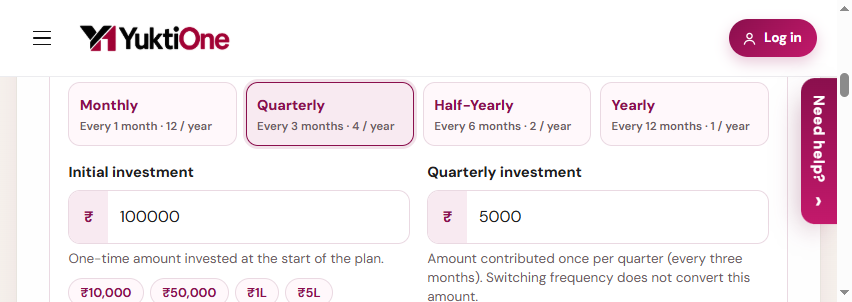 YuktiOne
Log in
Monthly
Every 1 month · 12 / year
Quarterly
Every 3 months · 4 / year
Half-Yearly
Every 6 months · 2 / year
Yearly
Every 12 months · 1 / year
Need help? ›
Initial investment
₹ 100000
One-time amount invested at the start of the plan.
₹10,000 ₹50,000 ₹1L ₹5L
Quarterly investment
₹ 5000
Amount contributed once per quarter (every three
months). Switching frequency does not convert this
amount.